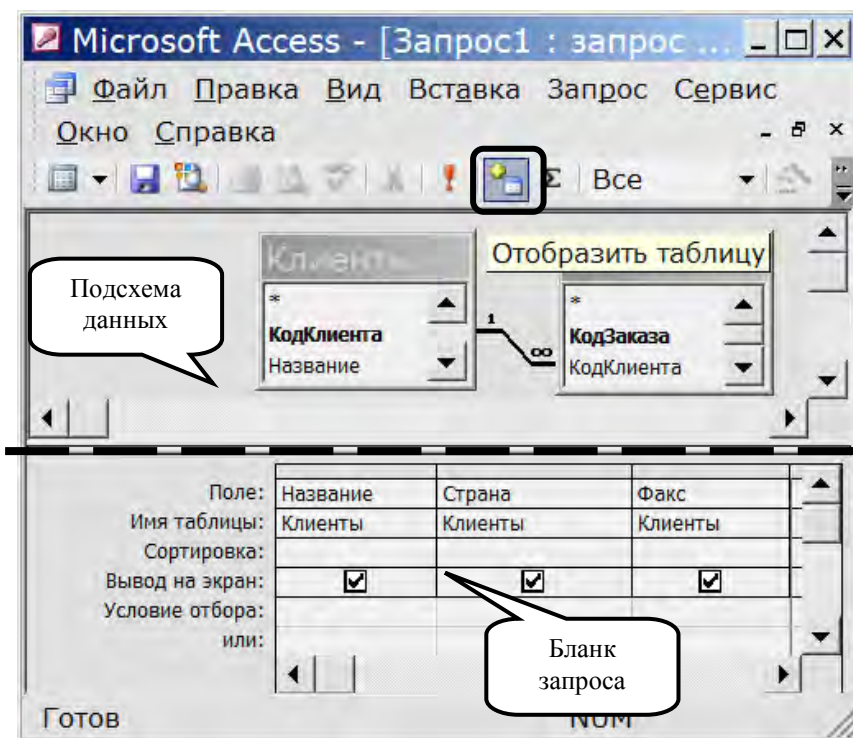 Microsoft Access - [Запрос1 : запрос ...
Файл Правка Вид Вставка Запрос Сервис
Окно Справка
Σ Все
Клиенты
Отобразить таблицу
Подсхема
данных
*
КодКлиента
Название
1
∞
*
КодЗаказа
КодКлиента
Поле: Название Страна Факс
Имя таблицы: Клиенты Клиенты Клиенты
Сортировка:
Вывод на экран:
Условие отбора:
или:
Бланк
запроса
Готов NUM